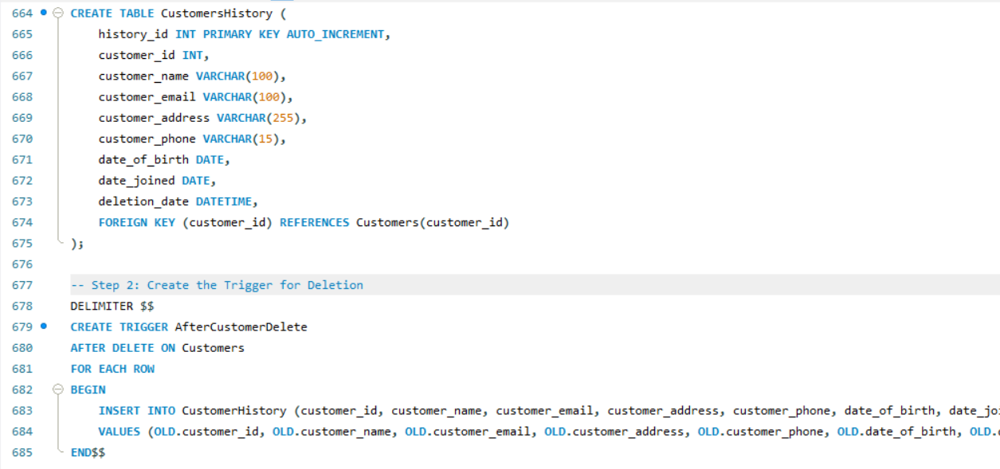 664 CREATE TABLE CustomersHistory (
665 history_id INT PRIMARY KEY AUTO_INCREMENT,
666 customer_id INT,
667 customer_name VARCHAR(100),
668 customer_email VARCHAR(100),
669 customer_address VARCHAR(255),
670 customer_phone VARCHAR(15),
671 date_of_birth DATE,
672 date_joined DATE,
673 deletion_date DATETIME,
674 FOREIGN KEY (customer_id) REFERENCES Customers(customer_id)
675 );
676
677 -- Step 2: Create the Trigger for Deletion
678 DELIMITER $$
679 CREATE TRIGGER AfterCustomerDelete
680 AFTER DELETE ON Customers
681 FOR EACH ROW
682 BEGIN
683 INSERT INTO CustomerHistory (customer_id, customer_name, customer_email, customer_address, customer_phone, date_of_birth, date_joi
684 VALUES (OLD.customer_id, OLD.customer_name, OLD.customer_email, OLD.customer_address, OLD.customer_phone, OLD.date_of_birth, OLD.
685 END$$